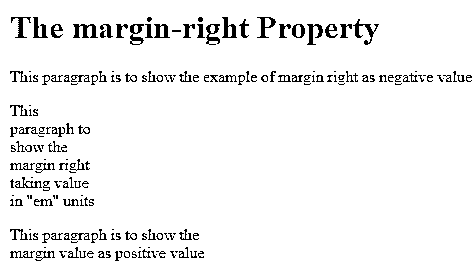 The margin-right Property
This paragraph is to show the example of margin right as negative value
This
paragraph to
show the
margin right
taking value
in "em" units
This paragraph is to show the
margin value as positive value